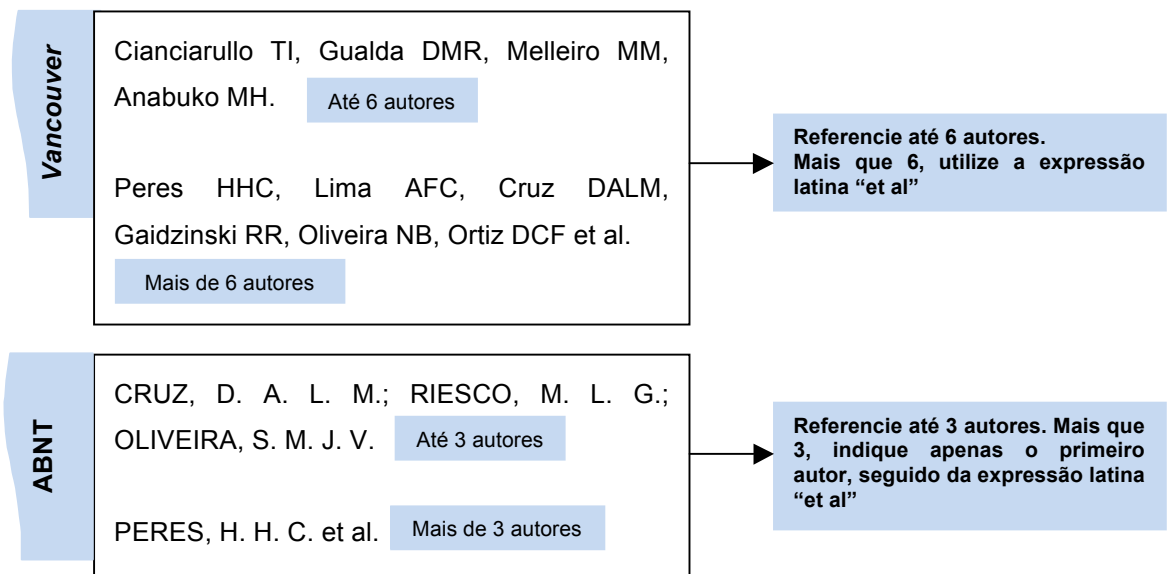 Vancouver
Cianciarullo TI, Gualda DMR, Melleiro MM,
Anabuko MH.
Até 6 autores
Peres HHC, Lima AFC, Cruz DALM,
Gaidzinski RR, Oliveira NB, Ortiz DCF et al.
Mais de 6 autores
Referencie até 6 autores.
Mais que 6, utilize a expressão
latina “et al”
ABNT
CRUZ, D. A. L. M.; RIESCO, M. L. G.;
OLIVEIRA, S. M. J. V.
Até 3 autores
PERES, H. H. C. et al.
Mais de 3 autores
Referencie até 3 autores. Mais que
3, indique apenas o primeiro
autor, seguido da expressão latina
“et al”